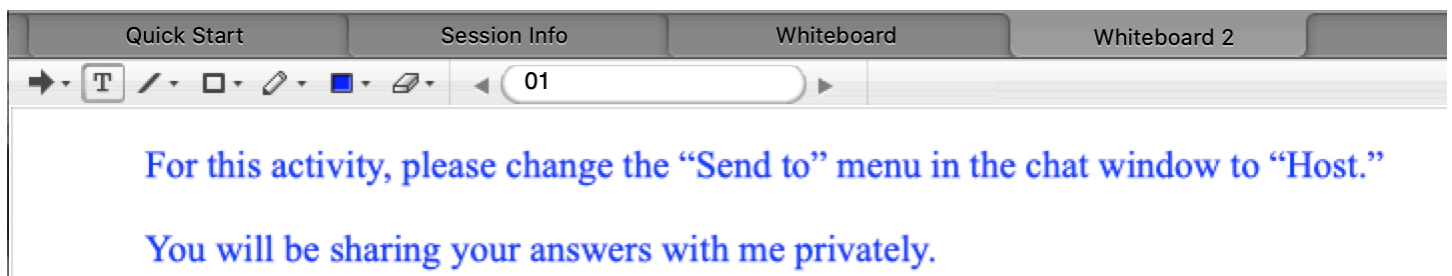 Quick Start Session Info Whiteboard Whiteboard 2
T 01
For this activity, please change the “Send to” menu in the chat window to “Host.”
You will be sharing your answers with me privately.